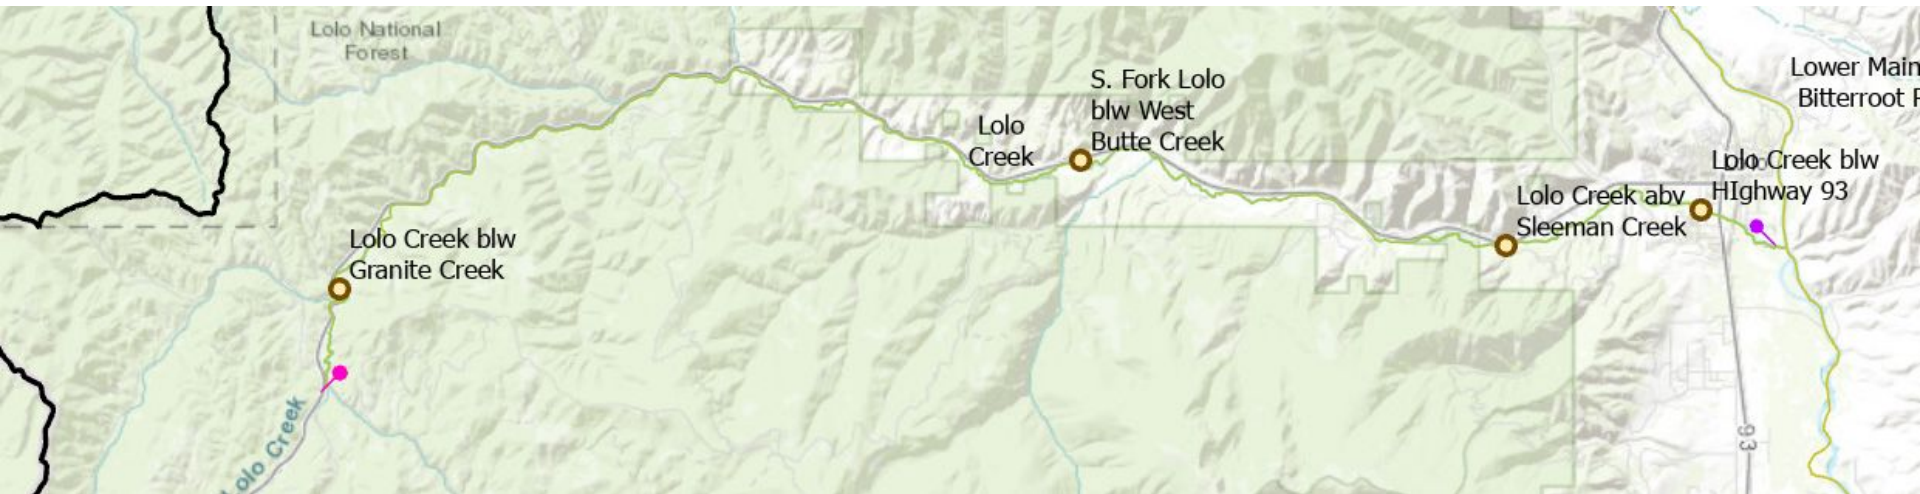 Lolo National
Forest
S. Fork Lolo
blw West
Butte Creek
Lolo
Creek
Lower Main
Bitterroot
Lolo Creek blw
HIghway 93
Lolo Creek abv
Sleeman Creek
Lolo Creek blw
Granite Creek
Lolo Creek
93